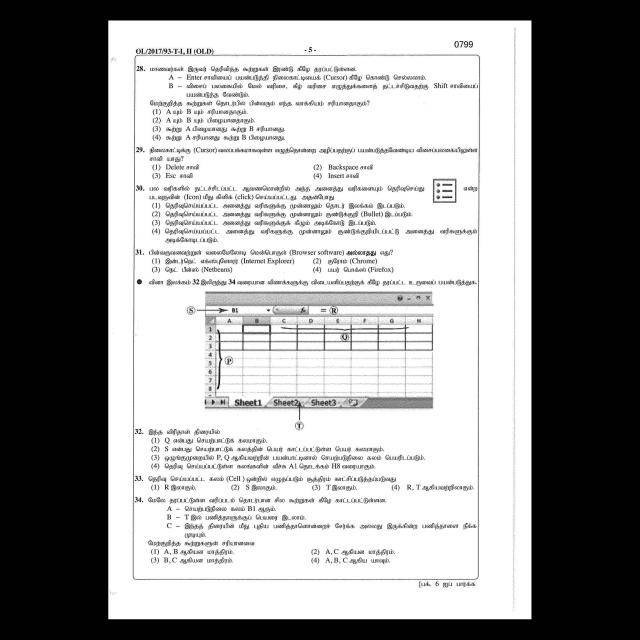 OL/2017/93-T-I, II (OLD)
- 5 -
0799
28. மாணவர்கள் இருவர் தெரிவித்த கூற்றுகள் இரண்டு கீழே தரப்பட்டுள்ளன.
A – Enter சாவியைப் பயன்படுத்தி நிலைகாட்டியைக் (Cursor) கீழே கொண்டு செல்லலாம்.
B – விசைப் பலகையில் மேல் வரிசை, கீழ் வரிசை எழுத்துக்களைத் தட்டச்சிடுவதற்கு Shift சாவியைப்
பயன்படுத்த வேண்டும்.
மேற்குறித்த கூற்றுகள் தொடர்பில் பின்வரும் எந்த வாக்கியம் சரியானதாகும்?
(1) A யும் B யும் சரியானதாகும்.
(2) A யும் B யும் பிழையானதாகும்.
(3) கூற்று A பிழையானது கூற்று B சரியானது.
(4) கூற்று A சரியானது கூற்று B பிழையானது.
29. நிலைகாட்டிக்கு (Cursor) வலப்பக்கமாகவுள்ள எழுத்தொன்றை அழிப்பதற்குப் பயன்படுத்தவேண்டிய விசைப்பலகையிலுள்ள
சாவி யாது?
(1) Delete சாவி (2) Backspace சாவி
(3) Esc சாவி (4) Insert சாவி
30. பல வரிகளில் தட்டச்சிடப்பட்ட ஆவணமொன்றில் அந்த அனைத்து வரிகளையும் தெரிவுசெய்து என்ற
படவுருவின் (Icon) மீது கிளிக் (click) செய்யப்பட்டது. அதன்போது
(1) தெரிவுசெய்யப்பட்ட அனைத்து வரிகளுக்கு முன்னாலும் தொடர் இலக்கம் இடப்படும்.
(2) தெரிவுசெய்யப்பட்ட அனைத்து வரிகளுக்கு முன்னாலும் குண்டுக்குறி (Bullet) இடப்படும்.
(3) தெரிவுசெய்யப்பட்ட அனைத்து வரிகளுக்குக் கீழும் அடிக்கோடு இடப்படும்.
(4) தெரிவுசெய்யப்பட்ட அனைத்து வரிகளுக்கு முன்னாலும் குண்டுக்குறியிடப்பட்டு அனைத்து வரிகளுக்கும்
அடிக்கோடிடப்படும்.
31. பின்வருவனவற்றுள் வலைமேலோடி மென்பொருள் (Browser software) அல்லாதது எது?
(1) இன்டர்நெட் எக்ஸ்புளோரர் (Internet Explorer) (2) குரோம் (Chrome)
(3) நெட் பீன்ஸ் (Netbeans) (4) பயர் பொக்ஸ் (Firefox)
● வினா இலக்கம் 32 இலிருந்து 34 வரையான வினாக்களுக்கு விடையளிப்பதற்குக் கீழே தரப்பட்ட உருவைப் பயன்படுத்துக.
S B1 fx = R
A B C D E F G H
1
2 Q
3
4
5 P
6
7
8
Sheet1 Sheet2 Sheet3
T
32. இந்த விரிதாள் திரையில்
(1) Q என்பது செயற்பாட்டுக் கலமாகும்.
(2) S என்பது செயற்பாட்டுக் கலத்தின் பெயர் காட்டப்பட்டுள்ள பெயர் கலமாகும்.
(3) ஒழுங்குமுறையில் P, Q ஆகியவற்றின் பயன்பாட்டினால் செயற்படுநிலை கலம் பெயரிடப்படும்.
(4) தெரிவு செய்யப்பட்டுள்ள கலங்களின் வீச்சு A1 தொடக்கம் H8 வரையாகும்.
33. தெரிவு செய்யப்பட்ட கலம் (Cell) ஒன்றில் எழுதப்படும் சூத்திரம் காட்சிப்படுத்தப்படுவது
(1) R இலாகும். (2) S இலாகும். (3) T இலாகும். (4) R, T ஆகியவற்றிலாகும்.
34. மேலே தரப்பட்டுள்ள வரிப்படம் தொடர்பான சில கூற்றுகள் கீழே காட்டப்பட்டுள்ளன.
A – செயற்படுநிலை கலம் B1 ஆகும்.
B – T இல் பணித்தாளுக்குப் பெயரை இடலாம்.
C – இந்தத் திரையின் மீது புதிய பணித்தாளொன்றைச் சேர்க்க அல்லது இருக்கின்ற பணித்தாளை நீக்க
முடியும்.
மேற்குறித்த கூற்றுகளுள் சரியானவை
(1) A, B ஆகியன மாத்திரம். (2) A, C ஆகியன மாத்திரம்.
(3) B, C ஆகியன மாத்திரம். (4) A, B, C ஆகிய யாவும்.
[பக். 6 ஐப் பார்க்க